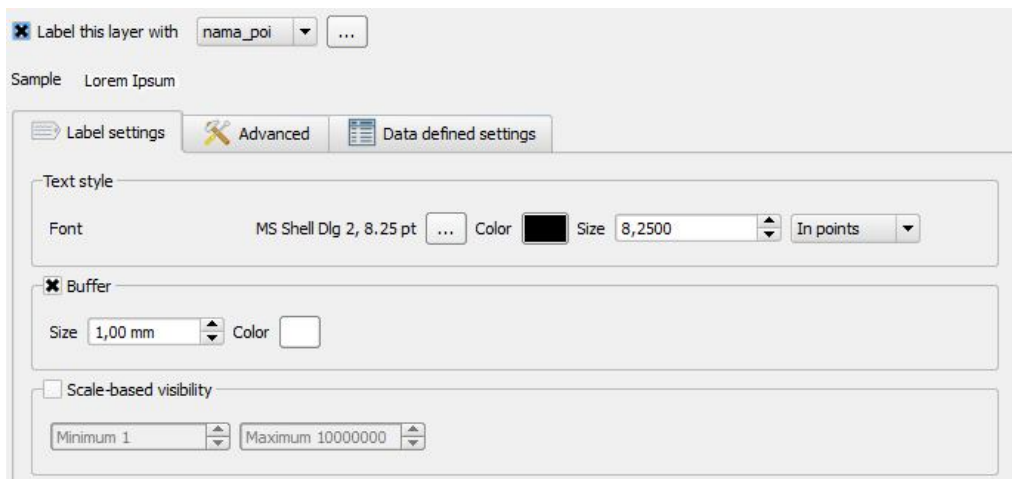 Label this layer with nama_poi ...
Sample Lorem Ipsum
Label settings Advanced Data defined settings
Text style
Font MS Shell Dlg 2, 8.25 pt ... Color Size 8,2500 In points
Buffer
Size 1,00 mm Color
Scale-based visibility
Minimum 1 Maximum 10000000